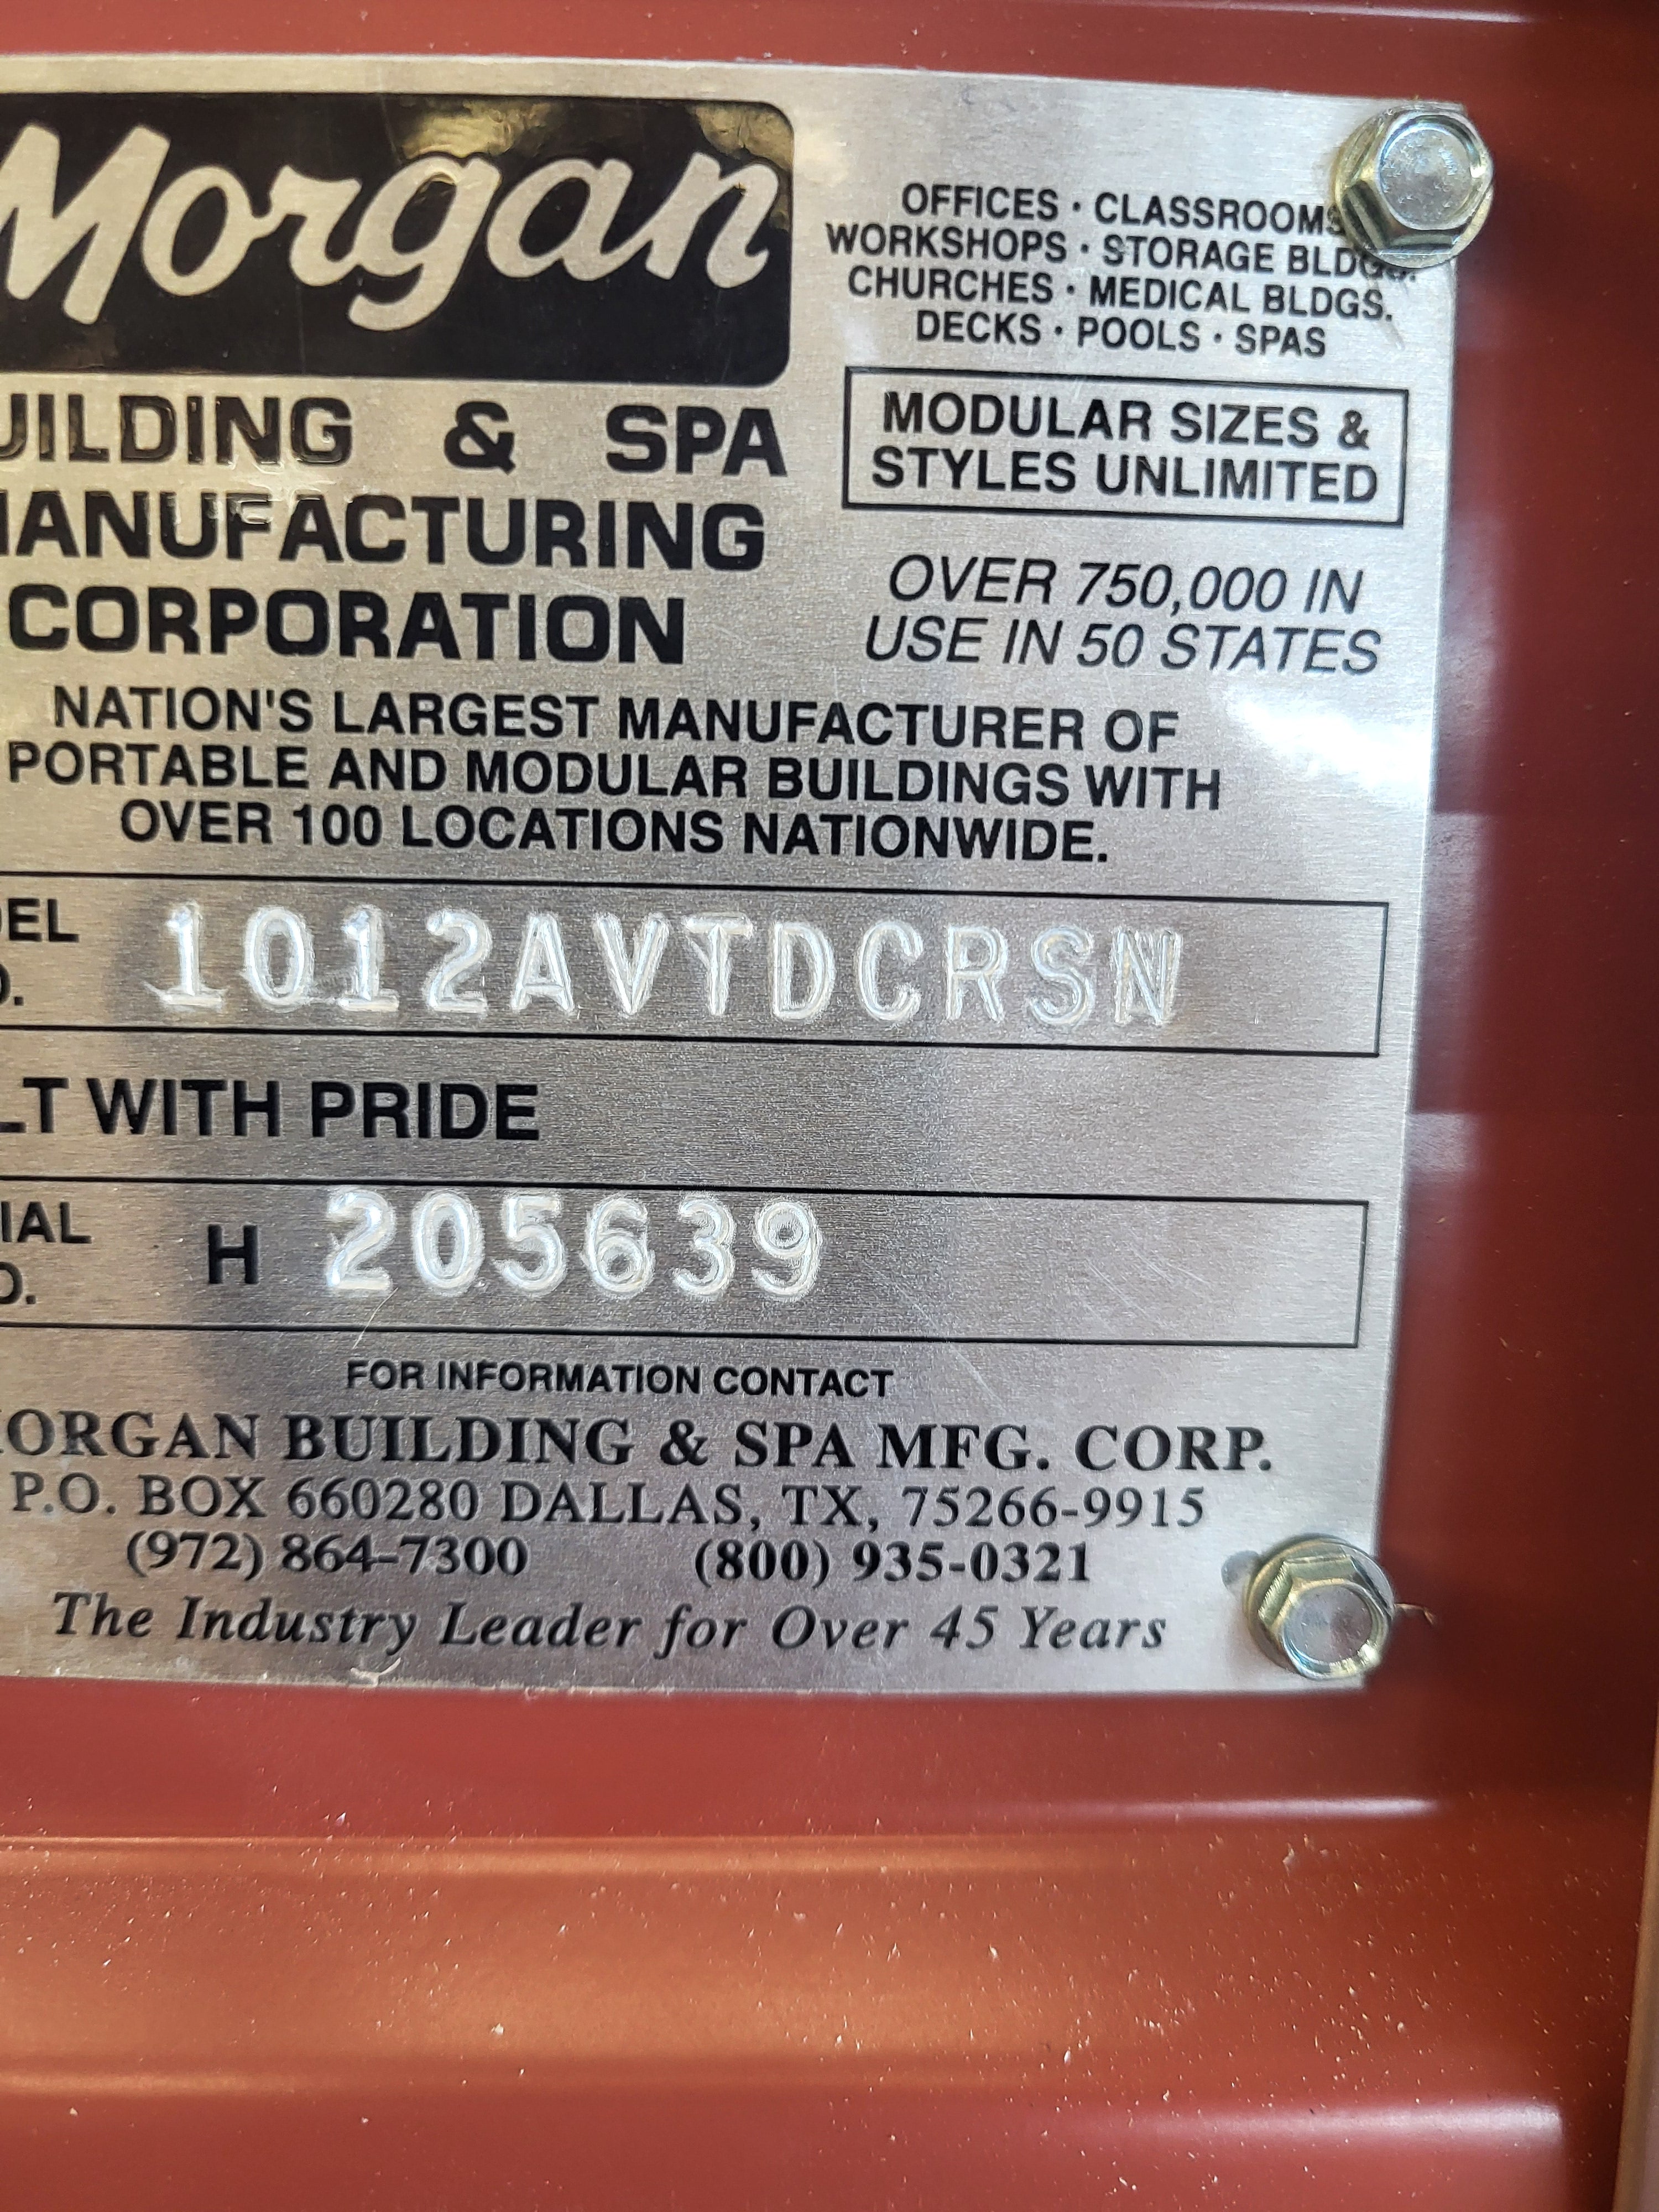 Morgan
UILDING & SPA
ANUFACTURING
CORPORATION
OFFICES · CLASSROOMS
WORKSHOPS · STORAGE BLDGS.
CHURCHES · MEDICAL BLDGS.
DECKS · POOLS · SPAS
MODULAR SIZES &
STYLES UNLIMITED
OVER 750,000 IN
USE IN 50 STATES
NATION'S LARGEST MANUFACTURER OF
PORTABLE AND MODULAR BUILDINGS WITH
OVER 100 LOCATIONS NATIONWIDE.
DEL
O. 1012AVTDCRSN
LT WITH PRIDE
IAL
O. H 205639
FOR INFORMATION CONTACT
ORGAN BUILDING & SPA MFG. CORP.
P.O. BOX 660280 DALLAS, TX, 75266-9915
(972) 864-7300 (800) 935-0321
The Industry Leader for Over 45 Years